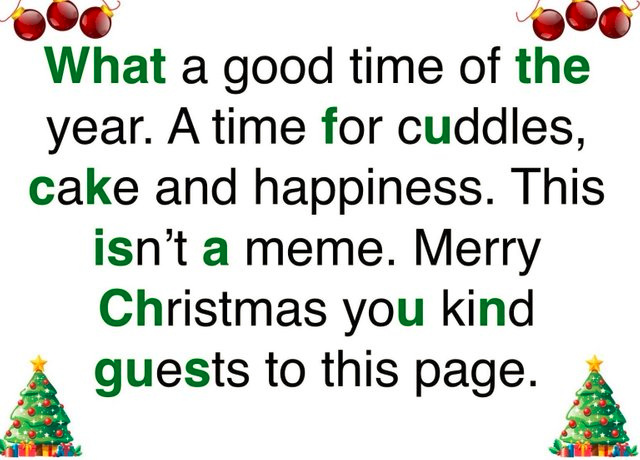 What a good time of the
year. A time for cuddles,
cake and happiness. This
isn’t a meme. Merry
Christmas you kind
guests to this page.